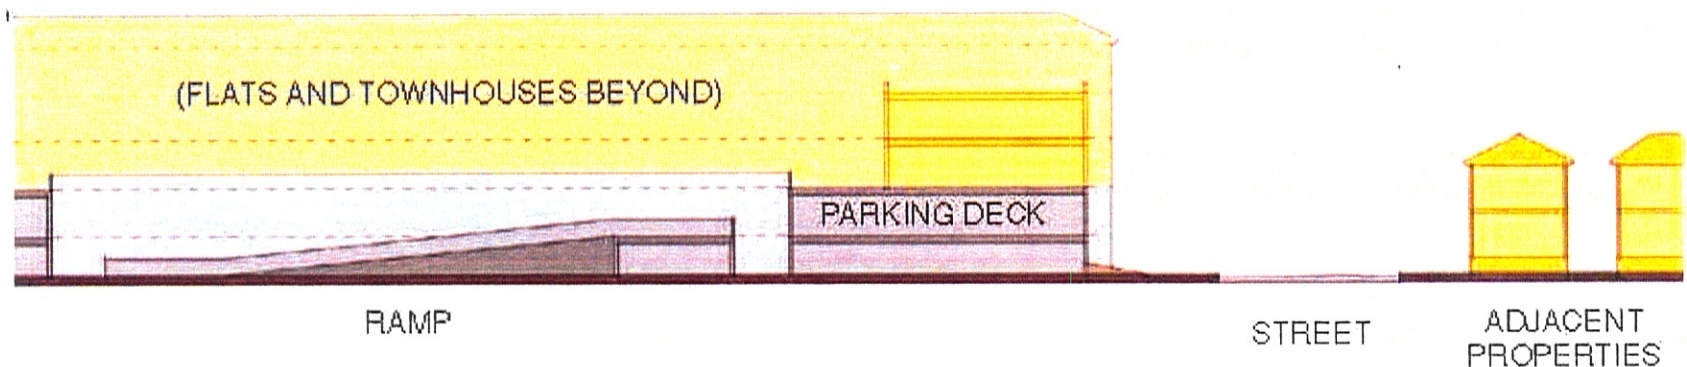 (FLATS AND TOWNHOUSES BEYOND)
PARKING DECK
RAMP
STREET
ADJACENT
PROPERTIES